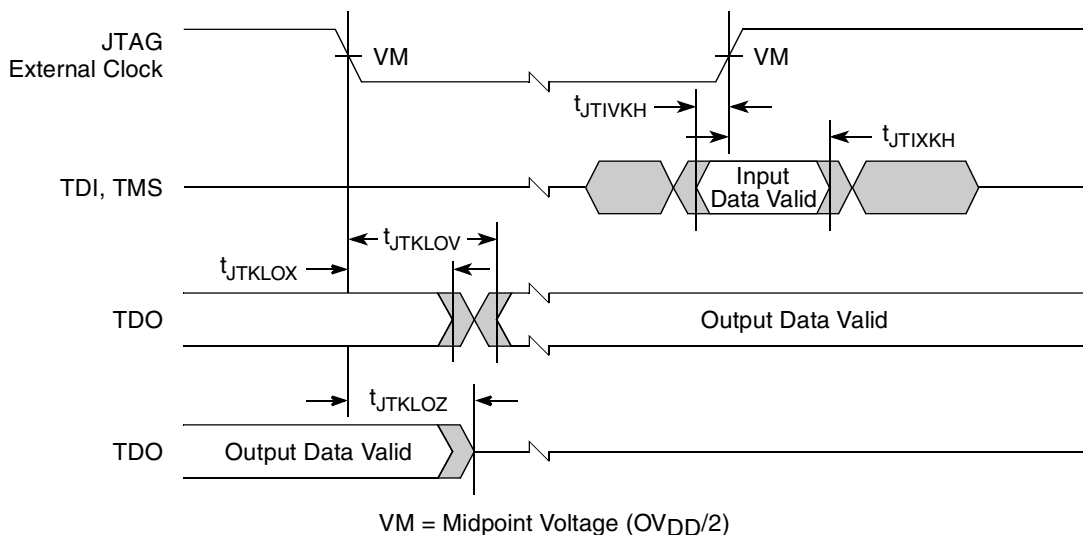 JTAG
External Clock
VM
VM
tJTIVKH
tJTIXKH
TDI, TMS
Input
Data Valid
tJTKLOV
tJTKLOX
TDO
Output Data Valid
tJTKLOZ
TDO
Output Data Valid
VM = Midpoint Voltage (OVDD/2)